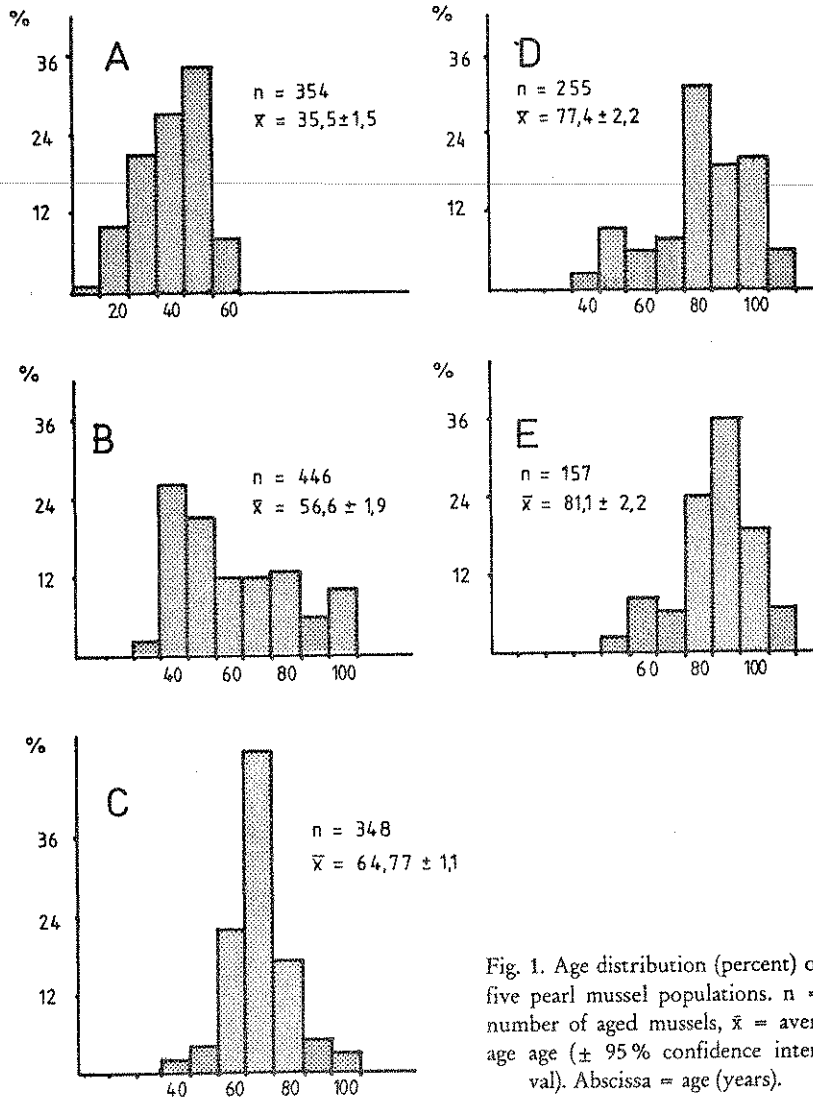 %
A
36
24
12
n = 354
x̄ = 35,5±1,5
20 40 60
%
D
36
24
12
n = 255
x̄ = 77,4 ± 2,2
40 60 80 100
%
B
36
24
12
n = 446
x̄ = 56,6 ± 1,9
40 60 80 100
%
E
36
24
12
n = 157
x̄ = 81,1 ± 2,2
60 80 100
%
C
36
24
12
n = 348
x̄ = 64,77 ± 1,1
40 60 80 100
Fig. 1. Age distribution (percent) o
five pearl mussel populations. n =
number of aged mussels, x̄ = aver
age age (± 95 % confidence inter
val). Abscissa = age (years).